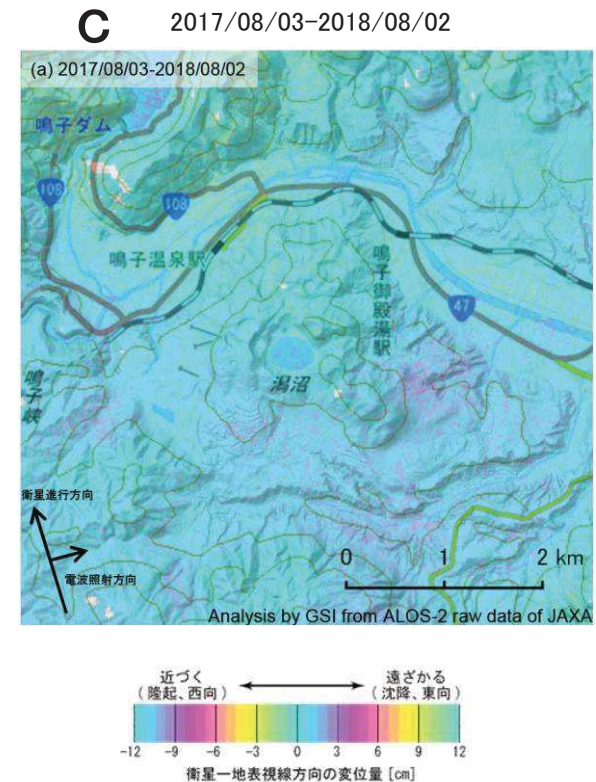 C 2017/08/03-2018/08/02
(a) 2017/08/03-2018/08/02
鳴子ダム
108
108
鳴子温泉駅
鳴子御殿湯駅
47
潟沼
鳴子峡
衛星進行方向
電波照射方向
0 1 2 km
Analysis by GSI from ALOS-2 raw data of JAXA
近づく 遠ざかる
(隆起、西向) (沈降、東向)
-12 -9 -6 -3 0 3 6 9 12
衛星ー地表視線方向の変位量 [cm]